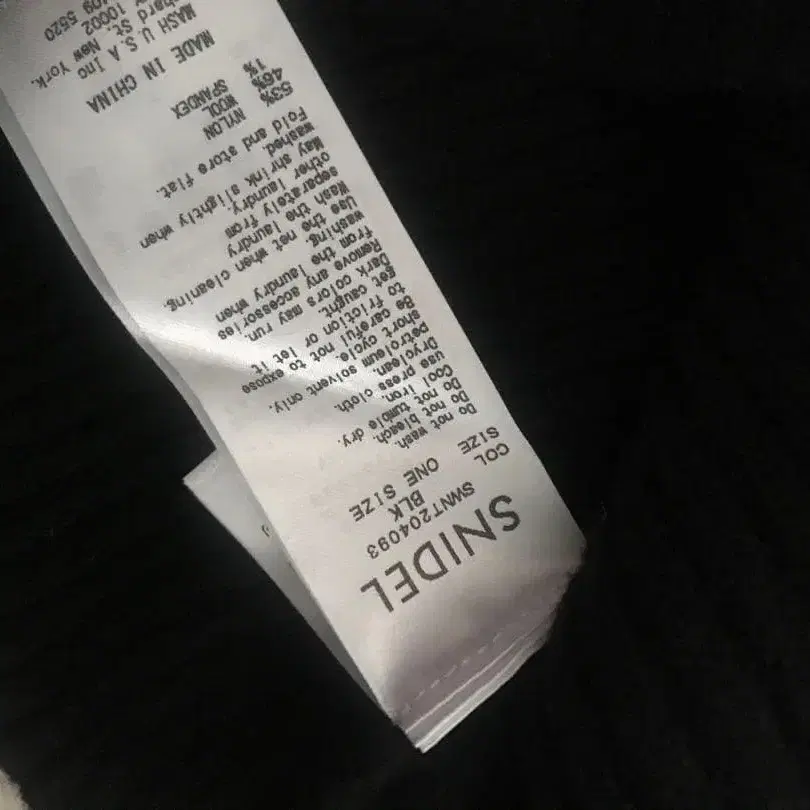 SNIDEL
SWNT204093
COL BLK
SIZE ONE SIZE
Do not wash.
Do not bleach.
Do not tumble dry.
Cool iron.
use press cloth.
Dryclean. petroleum solvent only,
short cycle.
Be careful not to expose
to friction or let it
get caught.
Dark colors may run.
Remove any accessories
from the laundry when
washing.
Use the net when cleaning.
Wash the laundry
separately from
other laundry.
May shrink slightly when
washed.
Fold and store flat.
53% NYLON
46% WOOL
1% SPANDEX
MADE IN CHINA
MASH U.S.A Inc New York.
St. 10002
09 5520